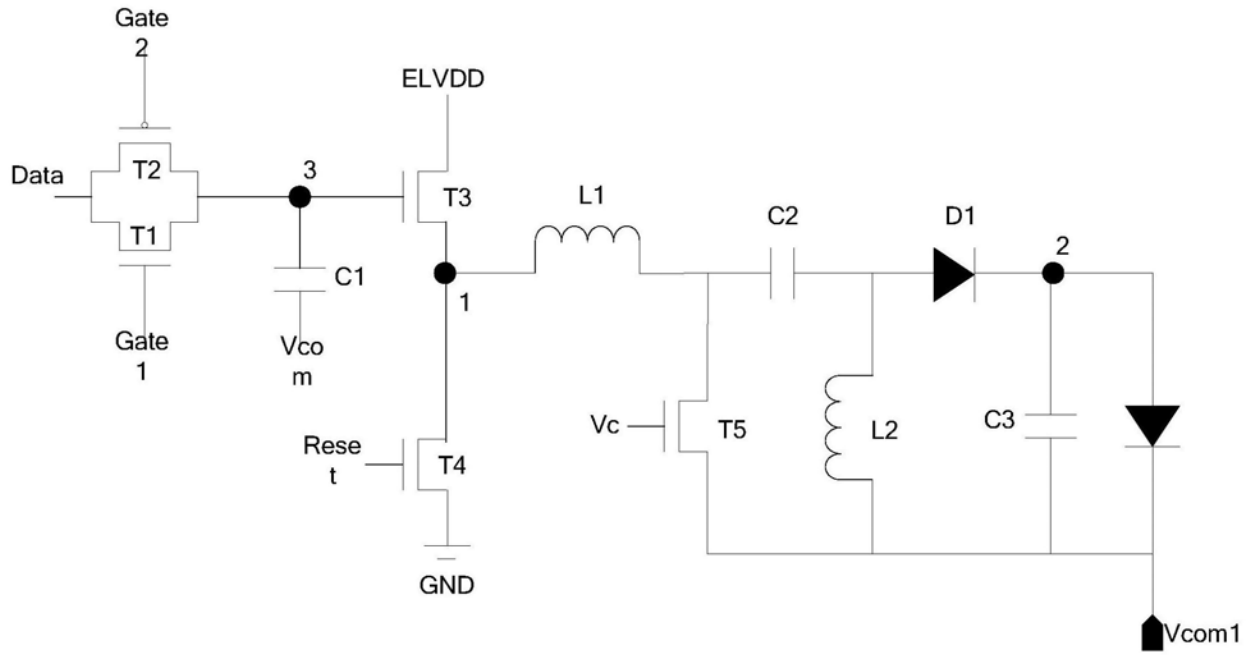 Gate
2
ELVDD
Data
T2
3
T3
L1
C2
D1
2
T1
C1
1
Gate
1
Vco
m
Vc
T5
L2
C3
Rese
t
T4
GND
Vcom1